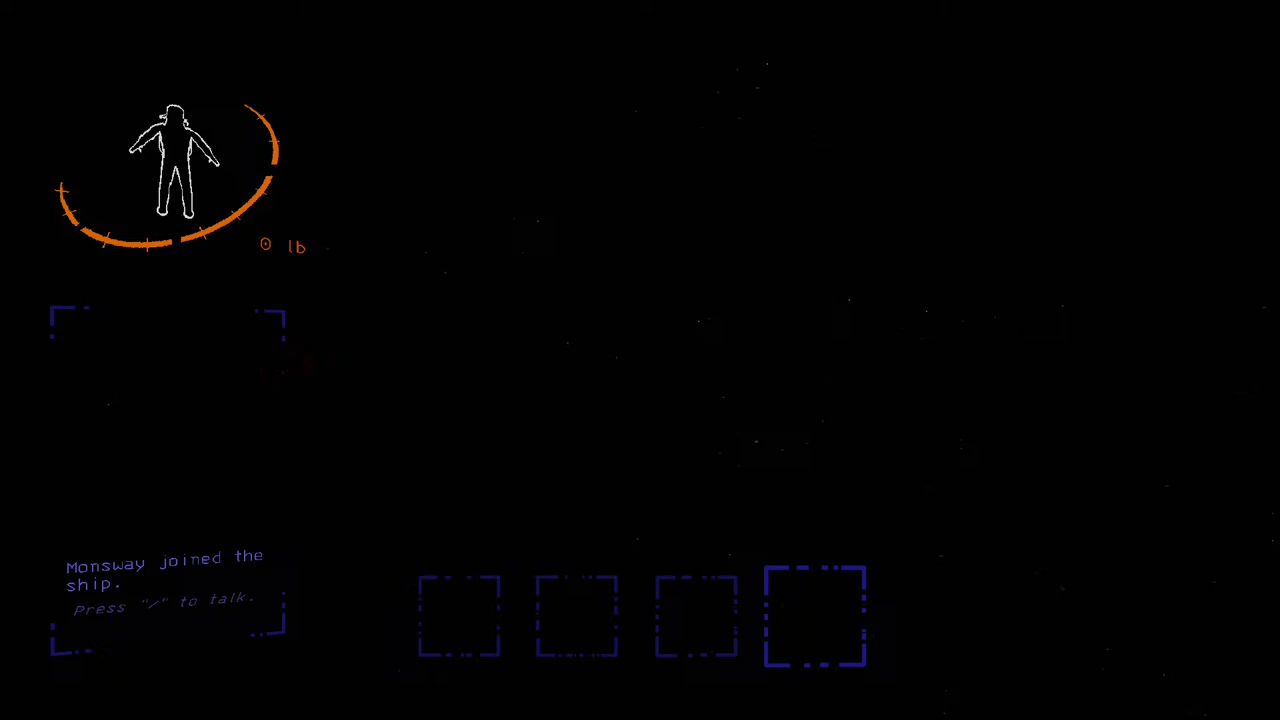 0 lb
Monsway joined the
ship.
Press "/" to talk.